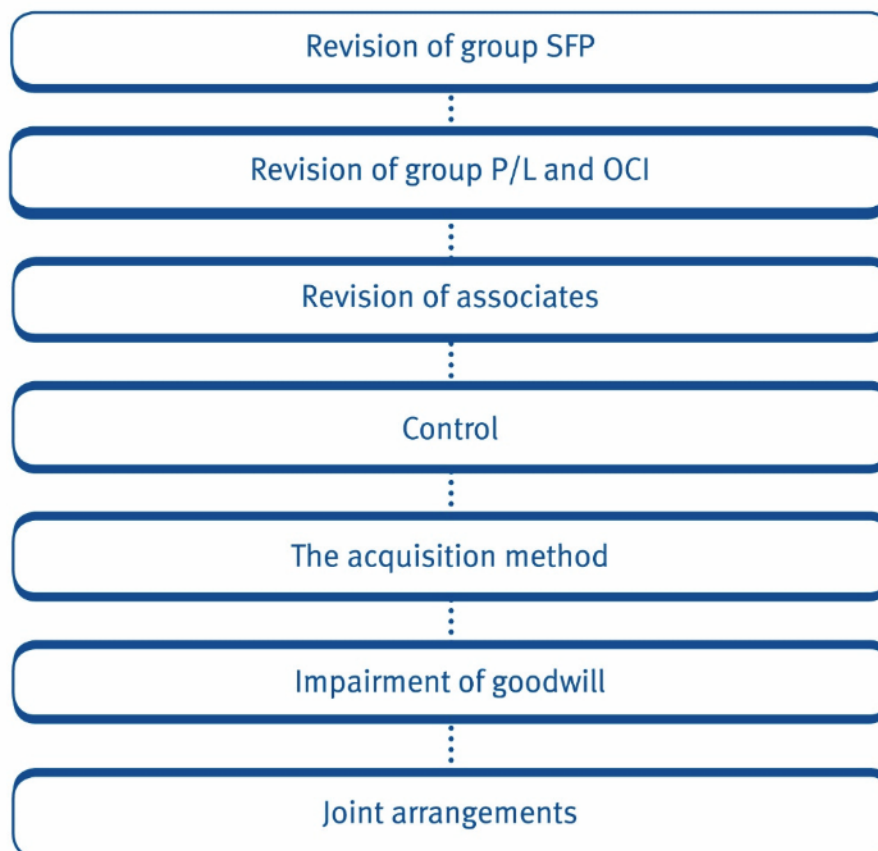 Revision of group SFP
Revision of group P/L and OCI
Revision of associates
Control
The acquisition method
Impairment of goodwill
Joint arrangements